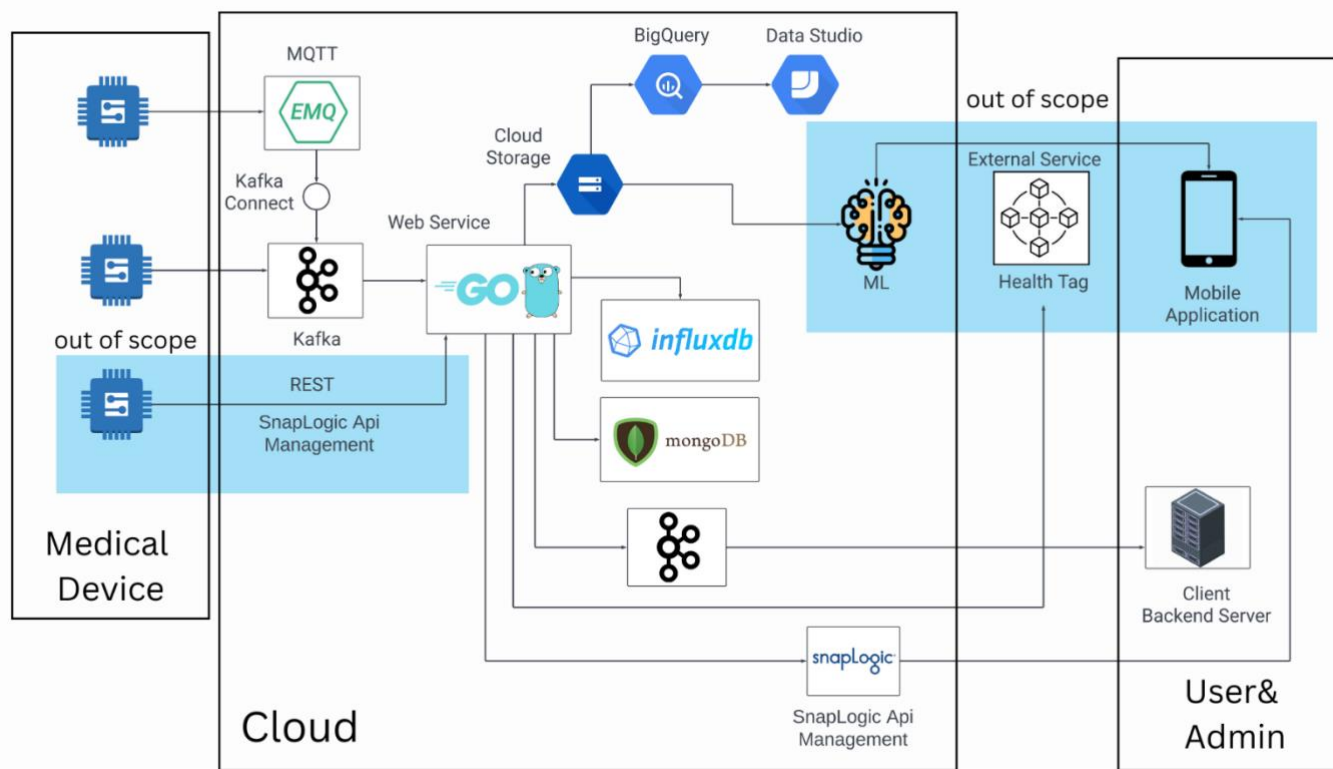 MQTT
EMQ
Kafka
Connect
Kafka
out of scope
REST
SnapLogic Api
Management
Medical
Device
Web Service
GO
Cloud
Storage
BigQuery
Data Studio
influxdb
mongoDB
snapLogic
SnapLogic Api
Management
Cloud
out of scope
ML
External Service
Health Tag
Mobile
Application
Client
Backend Server
User&
Admin